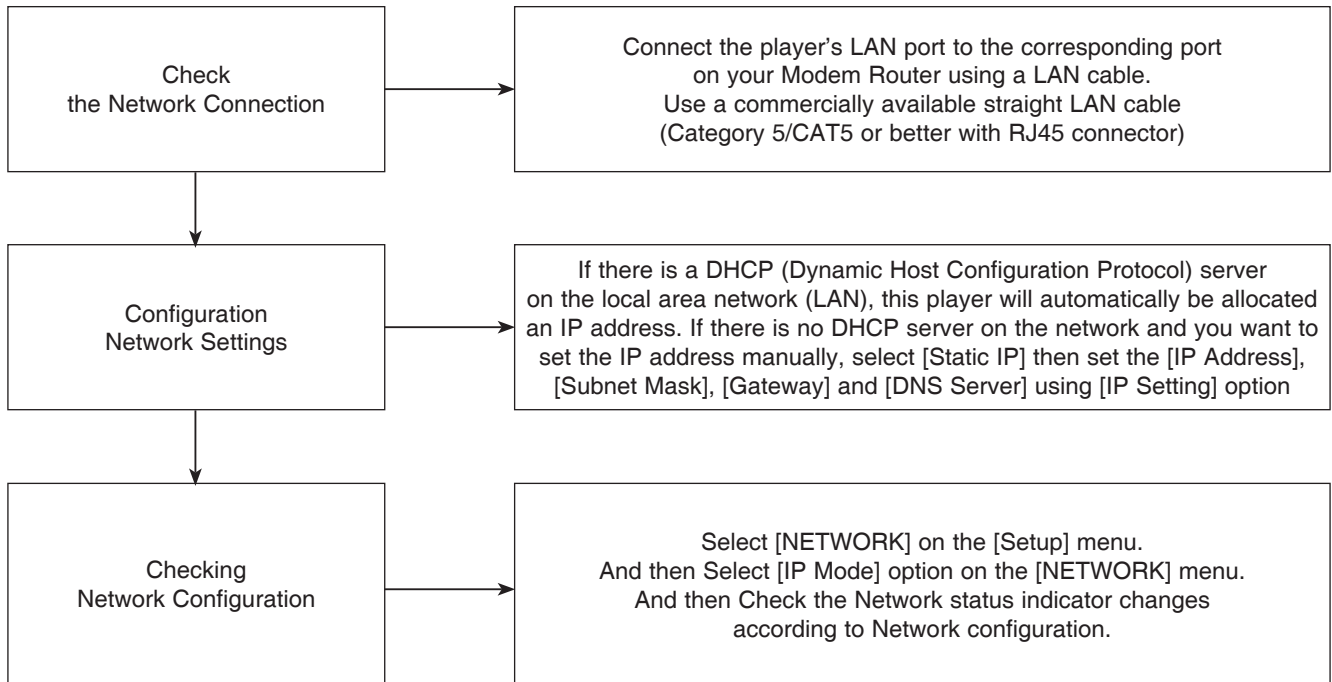 Check
the Network Connection
Connect the player’s LAN port to the corresponding port
on your Modem Router using a LAN cable.
Use a commercially available straight LAN cable
(Category 5/CAT5 or better with RJ45 connector)
Configuration
Network Settings
If there is a DHCP (Dynamic Host Configuration Protocol) server
on the local area network (LAN), this player will automatically be allocated
an IP address. If there is no DHCP server on the network and you want to
set the IP address manually, select [Static IP] then set the [IP Address],
[Subnet Mask], [Gateway] and [DNS Server] using [IP Setting] option
Checking
Network Configuration
Select [NETWORK] on the [Setup] menu.
And then Select [IP Mode] option on the [NETWORK] menu.
And then Check the Network status indicator changes
according to Network configuration.